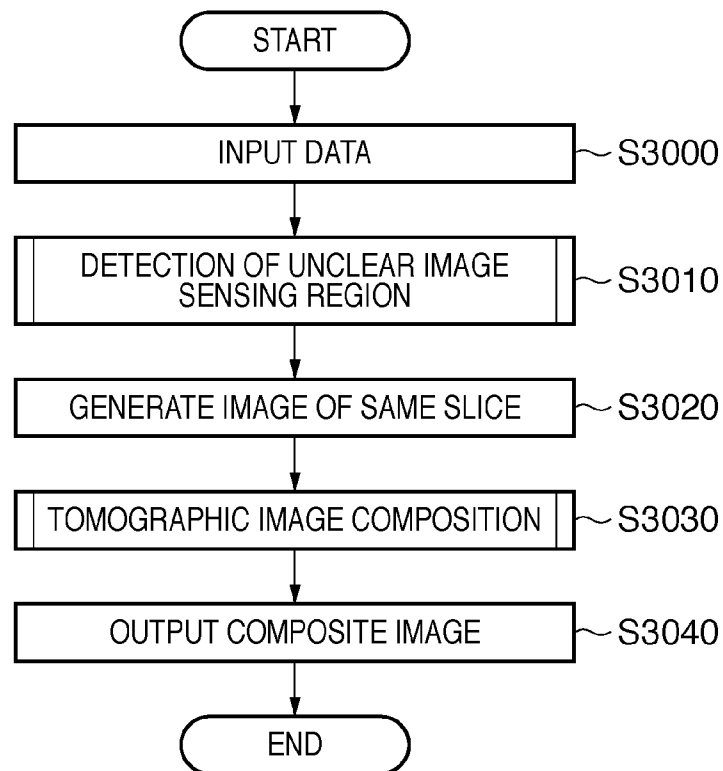 START
INPUT DATA
S3000
DETECTION OF UNCLEAR IMAGE
SENSING REGION
S3010
GENERATE IMAGE OF SAME SLICE
S3020
TOMOGRAPHIC IMAGE COMPOSITION
S3030
OUTPUT COMPOSITE IMAGE
S3040
END